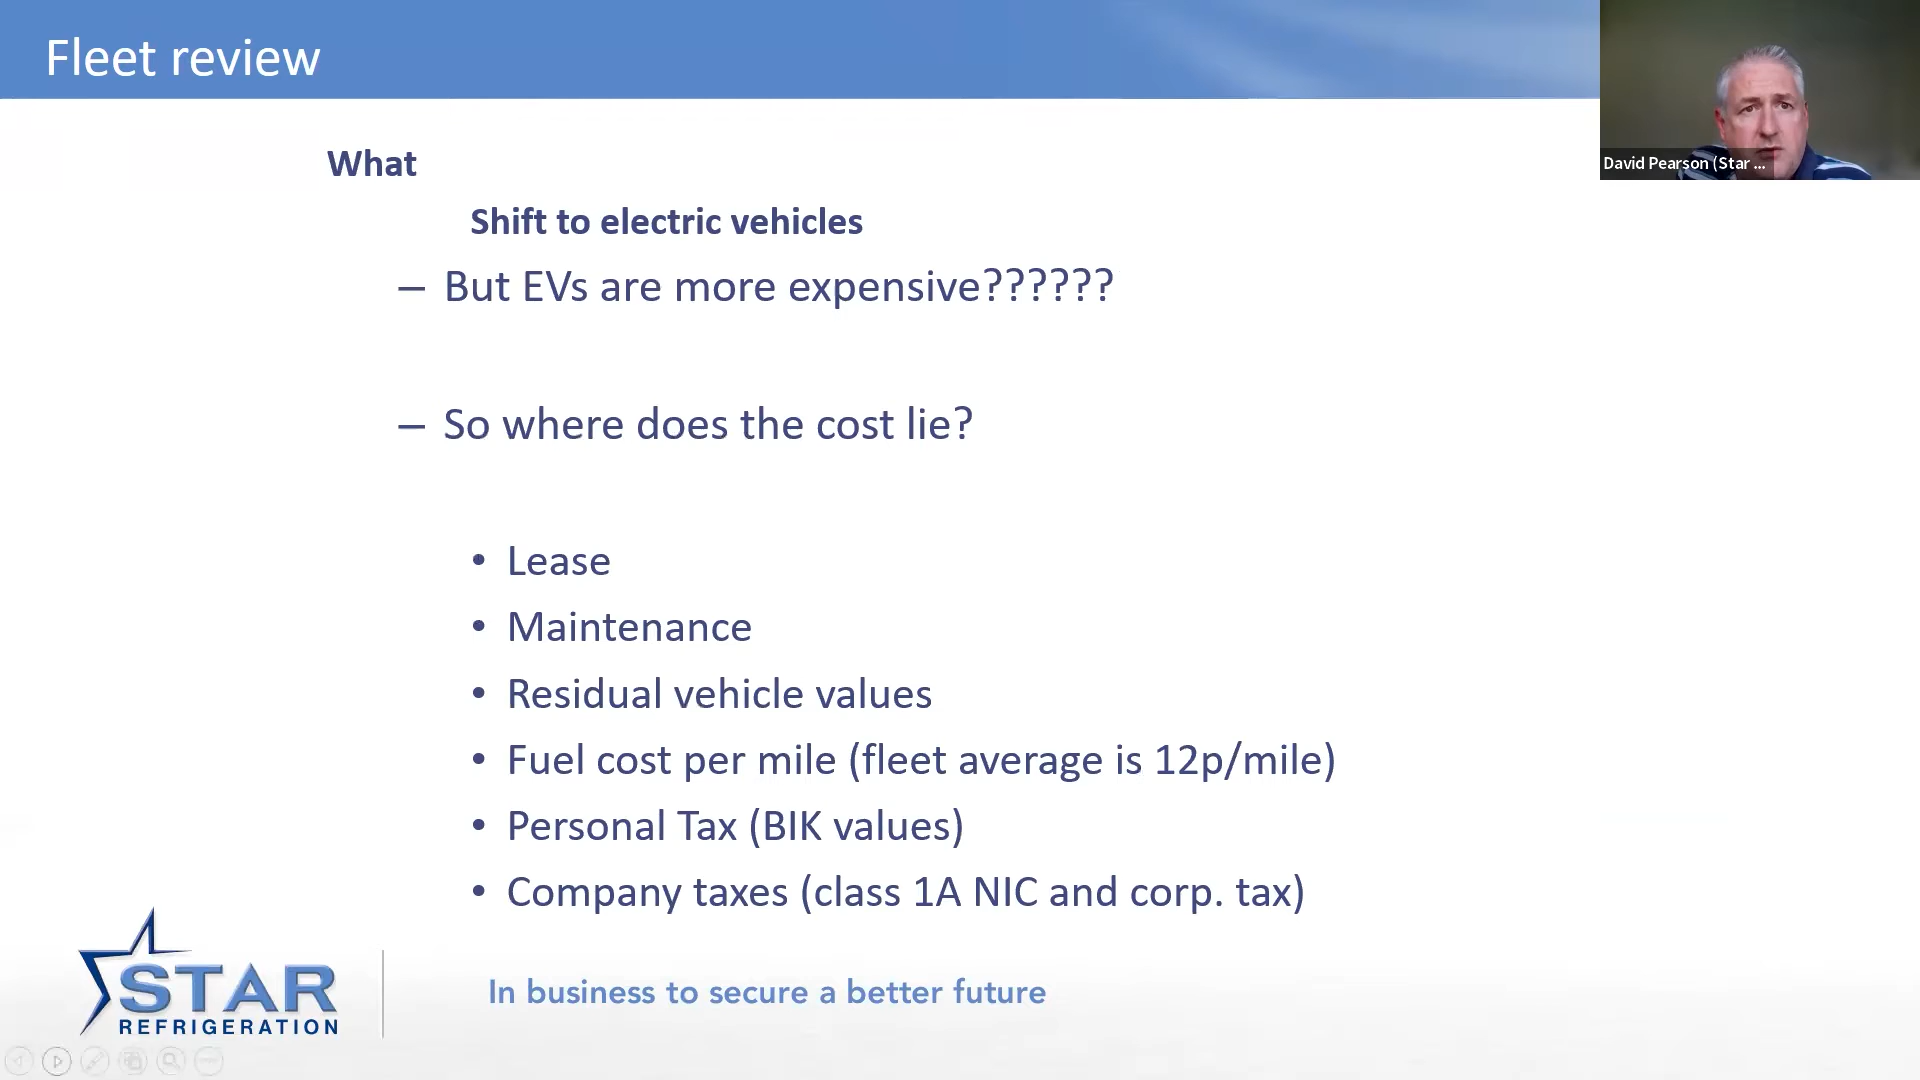 Fleet review
David Pearson (Star ...
What
Shift to electric vehicles
– But EVs are more expensive??????
– So where does the cost lie?
• Lease
• Maintenance
• Residual vehicle values
• Fuel cost per mile (fleet average is 12p/mile)
• Personal Tax (BIK values)
• Company taxes (class 1A NIC and corp. tax)
STAR
REFRIGERATION
In business to secure a better future